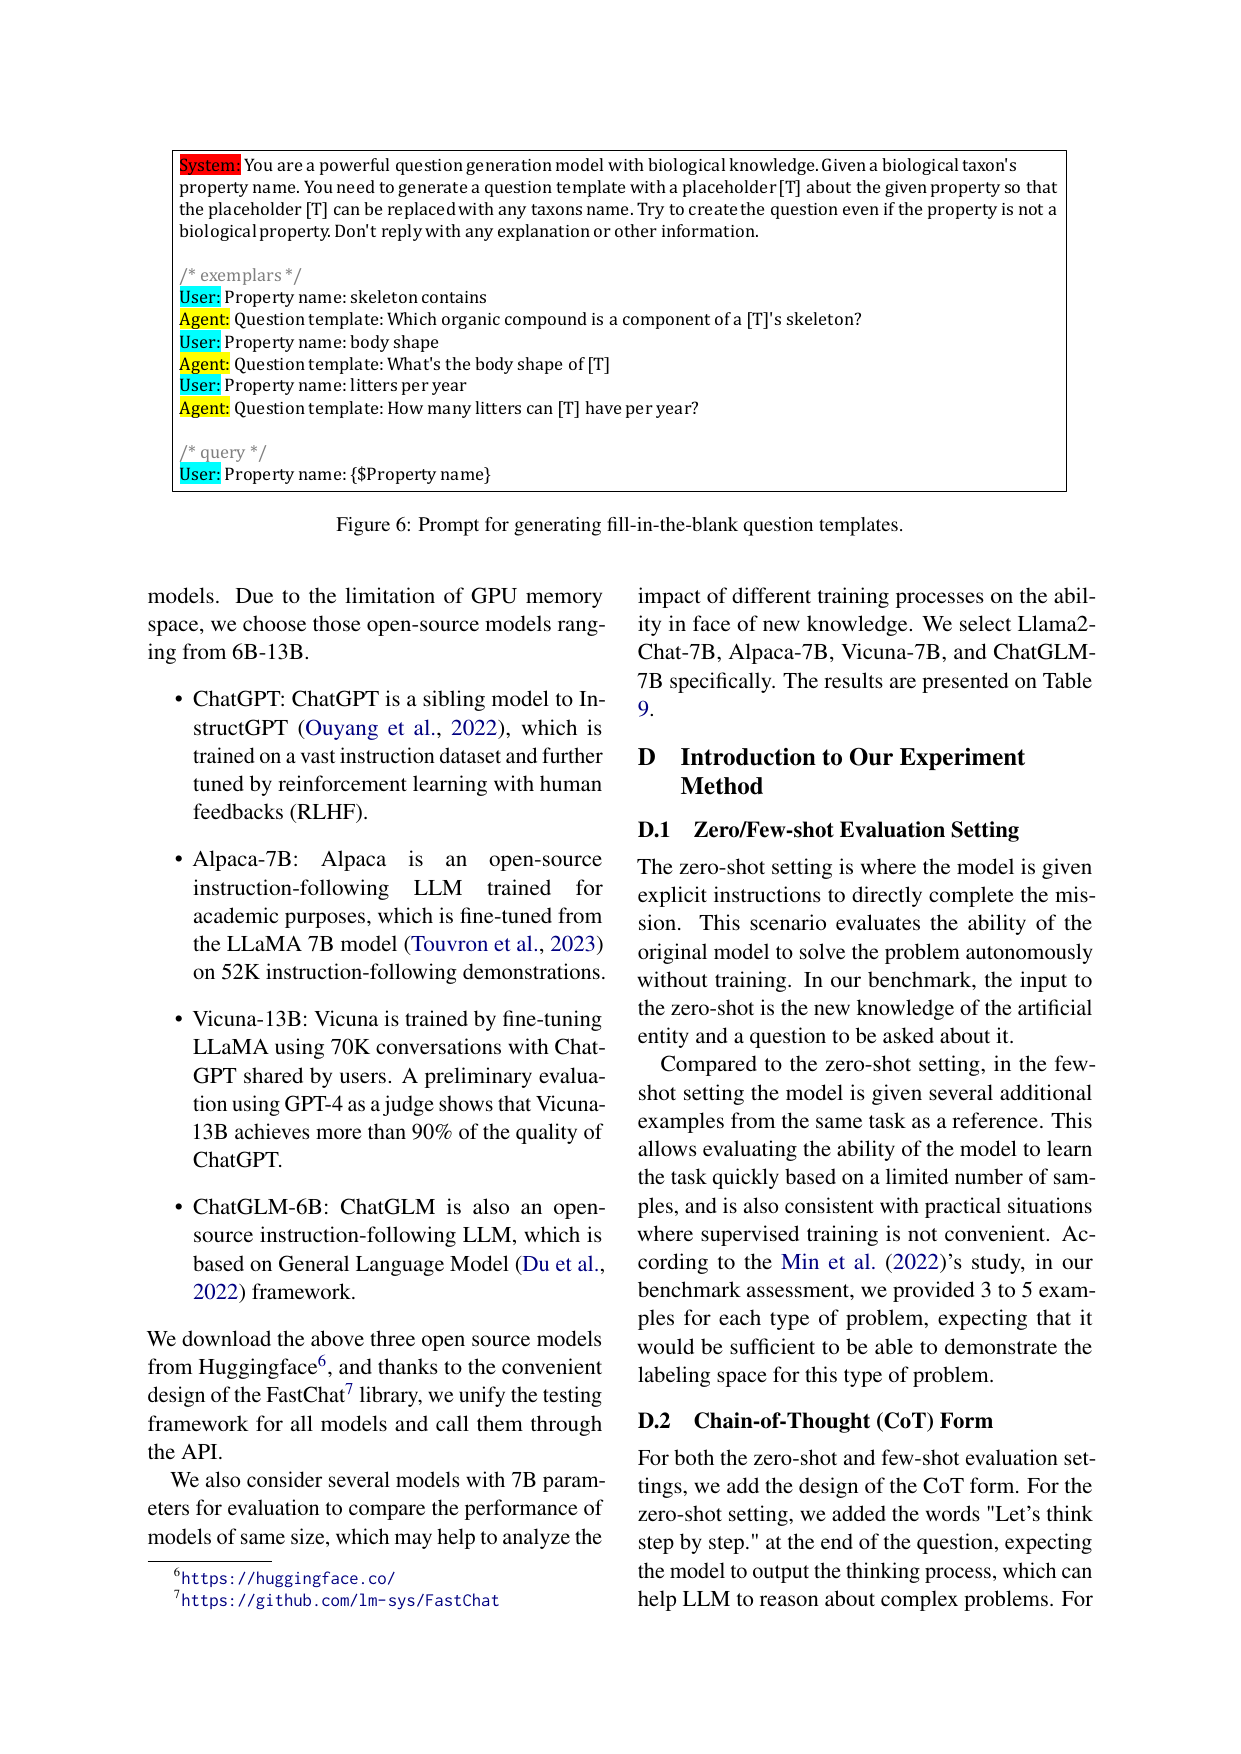 System: You are a powerful question generation model with biological knowledge. Given a biological taxon's
property name. You need to generate a question template with a placeholder [T] about the given property so that
the placeholder [T] can be replaced with any taxons name. Try to create the question even if the property is not a
biological property. Don't reply with any explanation or other information.
/* exemplars */
User: Property name: skeleton contains
Agent: Question template: Which organic compound is a component of a [T]'s skeleton?
User: Property name: body shape
Agent: Question template: What's the body shape of [T]
User: Property name: litters per year
Agent: Question template: How many litters can [T] have per year?
/* query */
User: Property name: {$Property name}
Figure 6: Prompt for generating fill-in-the-blank question templates.
models. Due to the limitation of GPU memory
space, we choose those open-source models rang-
ing from 6B-13B.
• ChatGPT: ChatGPT is a sibling model to In-
structGPT (Ouyang et al., 2022), which is
trained on a vast instruction dataset and further
tuned by reinforcement learning with human
feedbacks (RLHF).
• Alpaca-7B: Alpaca is an open-source
instruction-following LLM trained for
academic purposes, which is fine-tuned from
the LLaMA 7B model (Touvron et al., 2023)
on 52K instruction-following demonstrations.
• Vicuna-13B: Vicuna is trained by fine-tuning
LLaMA using 70K conversations with Chat-
GPT shared by users. A preliminary evalua-
tion using GPT-4 as a judge shows that Vicuna-
13B achieves more than 90% of the quality of
ChatGPT.
• ChatGLM-6B: ChatGLM is also an open-
source instruction-following LLM, which is
based on General Language Model (Du et al.,
2022) framework.
We download the above three open source models
from Huggingface6, and thanks to the convenient
design of the FastChat7 library, we unify the testing
framework for all models and call them through
the API.
We also consider several models with 7B param-
eters for evaluation to compare the performance of
models of same size, which may help to analyze the
6https://huggingface.co/
7https://github.com/lm-sys/FastChat
impact of different training processes on the abil-
ity in face of new knowledge. We select Llama2-
Chat-7B, Alpaca-7B, Vicuna-7B, and ChatGLM-
7B specifically. The results are presented on Table
9.
D Introduction to Our Experiment
Method
D.1 Zero/Few-shot Evaluation Setting
The zero-shot setting is where the model is given
explicit instructions to directly complete the mis-
sion. This scenario evaluates the ability of the
original model to solve the problem autonomously
without training. In our benchmark, the input to
the zero-shot is the new knowledge of the artificial
entity and a question to be asked about it.
Compared to the zero-shot setting, in the few-
shot setting the model is given several additional
examples from the same task as a reference. This
allows evaluating the ability of the model to learn
the task quickly based on a limited number of sam-
ples, and is also consistent with practical situations
where supervised training is not convenient. Ac-
cording to the Min et al. (2022)'s study, in our
benchmark assessment, we provided 3 to 5 exam-
ples for each type of problem, expecting that it
would be sufficient to be able to demonstrate the
labeling space for this type of problem.
D.2 Chain-of-Thought (CoT) Form
For both the zero-shot and few-shot evaluation set-
tings, we add the design of the CoT form. For the
zero-shot setting, we added the words "Let's think
step by step." at the end of the question, expecting
the model to output the thinking process, which can
help LLM to reason about complex problems. For